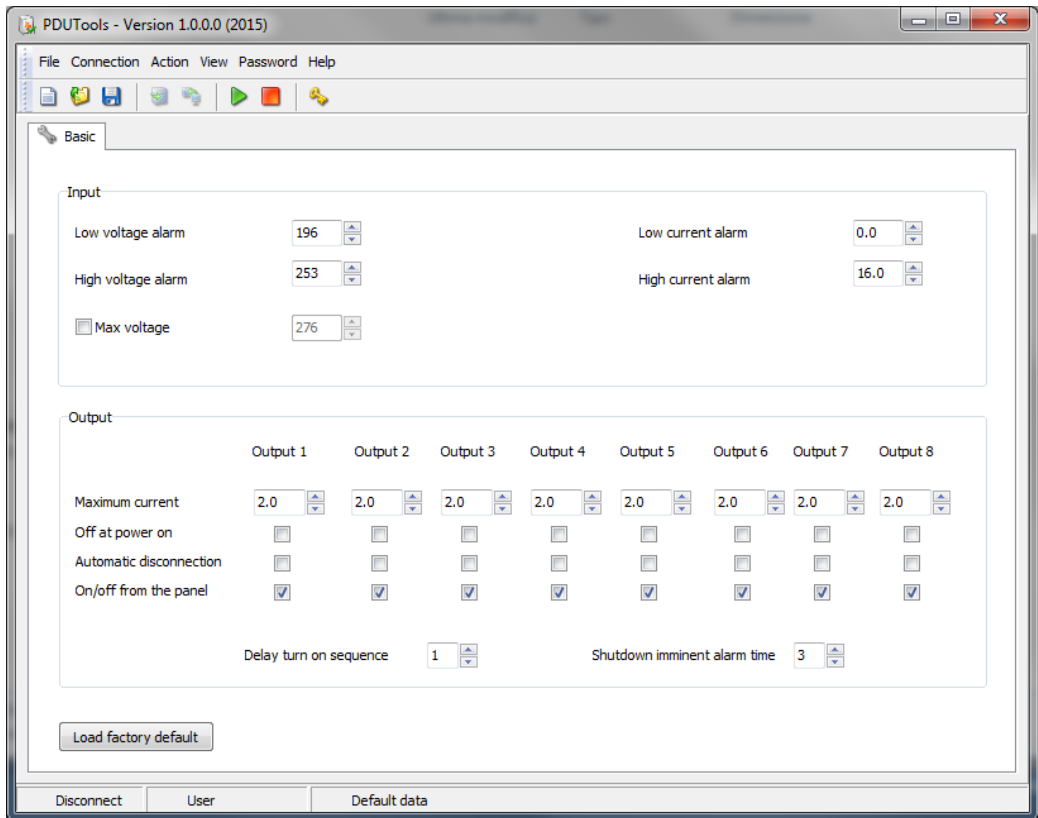 PDUTools - Version 1.0.0.0 (2015)
File Connection Action View Password Help
Basic
Input
Low voltage alarm 196 Low current alarm 0.0
High voltage alarm 253 High current alarm 16.0
Max voltage 276
Output
Output 1 Output 2 Output 3 Output 4 Output 5 Output 6 Output 7 Output 8
Maximum current 2.0 2.0 2.0 2.0 2.0 2.0 2.0 2.0
Off at power on
Automatic disconnection
On/off from the panel
Delay turn on sequence 1 Shutdown imminent alarm time 3
Load factory default
Disconnect User Default data